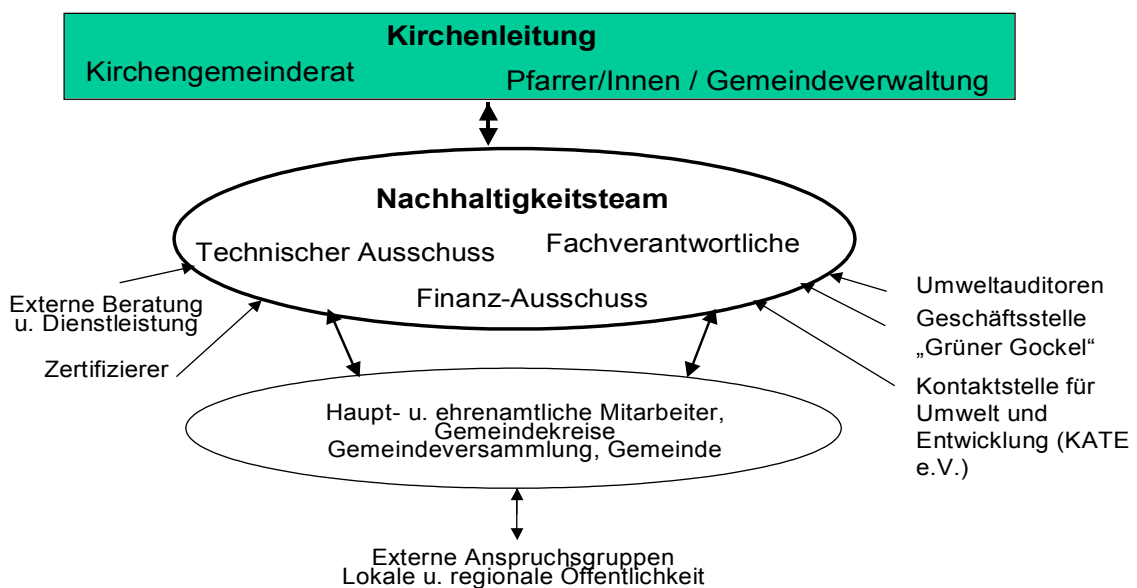 Kirchenleitung
Kirchengemeinderat
Pfarrer/Innen / Gemeindeverwaltung
Nachhaltigkeitsteam
Technischer Ausschuss
Fachverantwortliche
Finanz-Ausschuss
Externe Beratung
u. Dienstleistung
Zertifizierer
Umweltauditoren
Geschäftsstelle
„Grüner Gockel“
Kontaktstelle für
Umwelt und
Entwicklung (KATE
e.V.)
Haupt- u. ehrenamtliche Mitarbeiter,
Gemeindekreise
Gemeindeversammlung, Gemeinde
Externe Anspruchsgruppen
Lokale u. regionale Öffentlichkeit